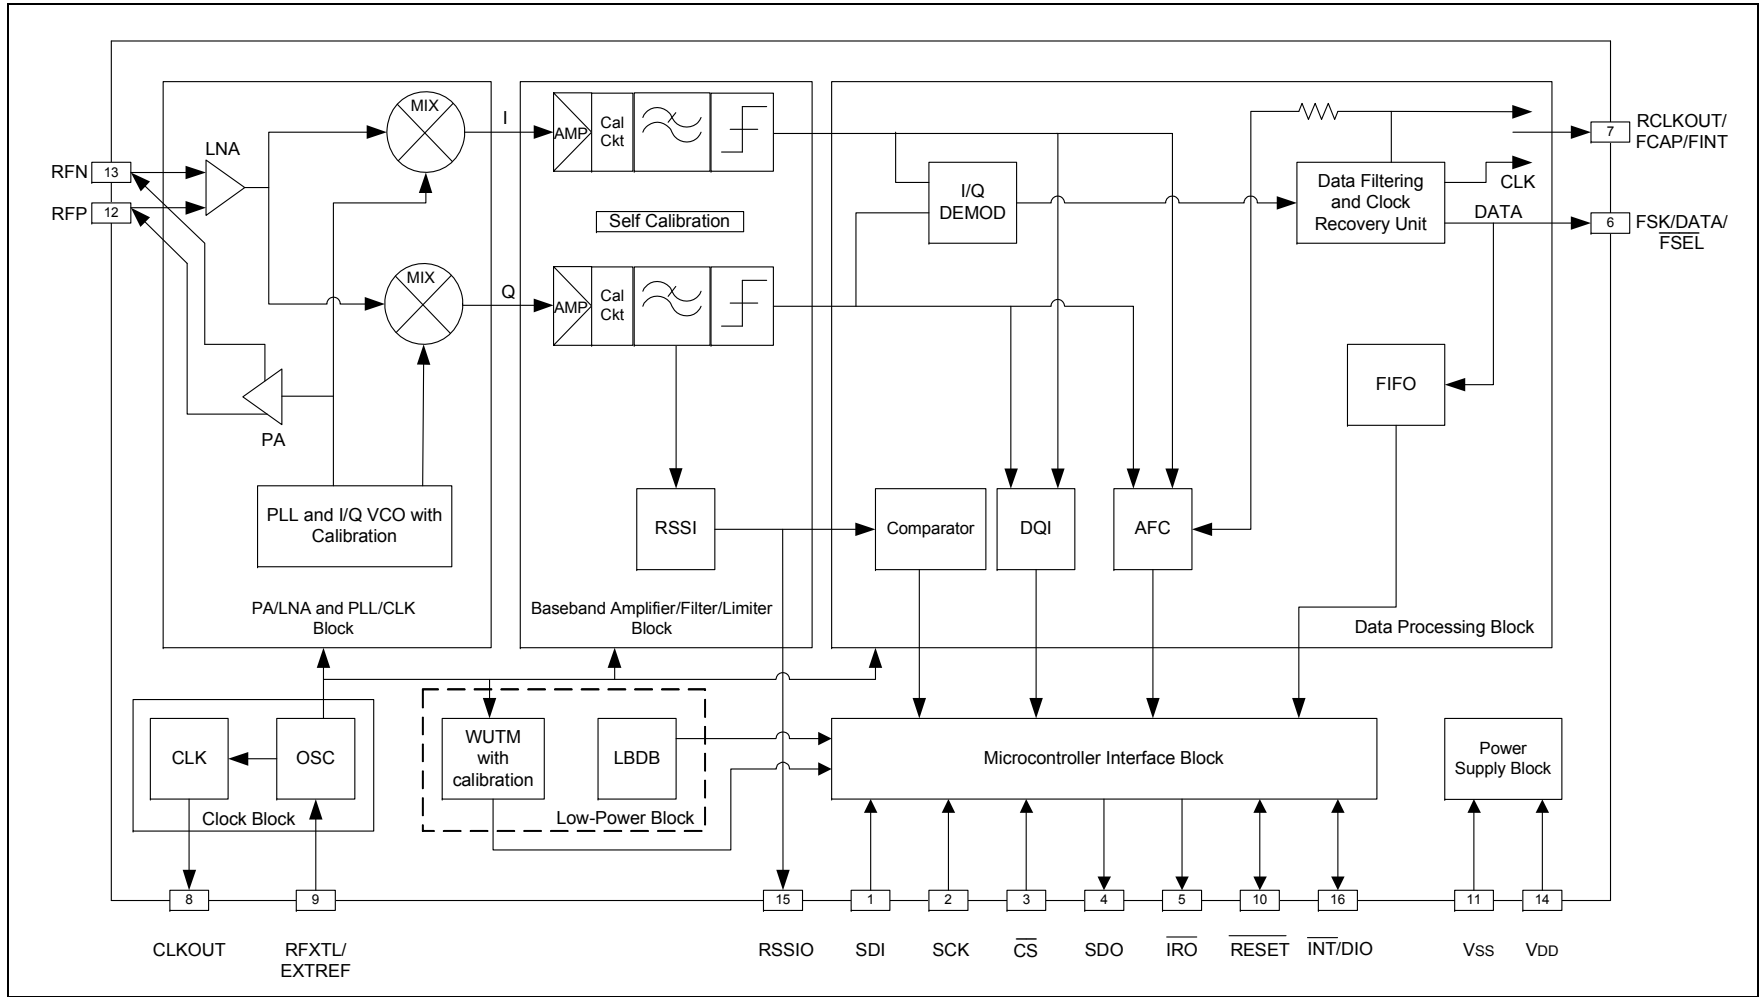 MIX
I
AMP
Cal
Ckt
LNA
RFN
13
RFP
12
Self Calibration
I/Q
DEMOD
Data Filtering
and Clock
Recovery Unit
CLK
DATA
7
RCLKOUT/
FCAP/FINT
6
FSK/DATA/
FSEL
MIX
Q
AMP
Cal
Ckt
PA
FIFO
PLL and I/Q VCO with
Calibration
RSSI
Comparator
DQI
AFC
PA/LNA and PLL/CLK
Block
Baseband Amplifier/Filter/Limiter
Block
Data Processing Block
CLK
OSC
Clock Block
WUTM
with
calibration
LBDB
Low-Power Block
Microcontroller Interface Block
Power
Supply Block
8
9
15
1
2
3
4
5
10
16
11
14
CLKOUT
RFXTL/
EXTREF
RSSIO
SDI
SCK
CS
SDO
IRO
RESET
INT/DIO
VSS
VDD